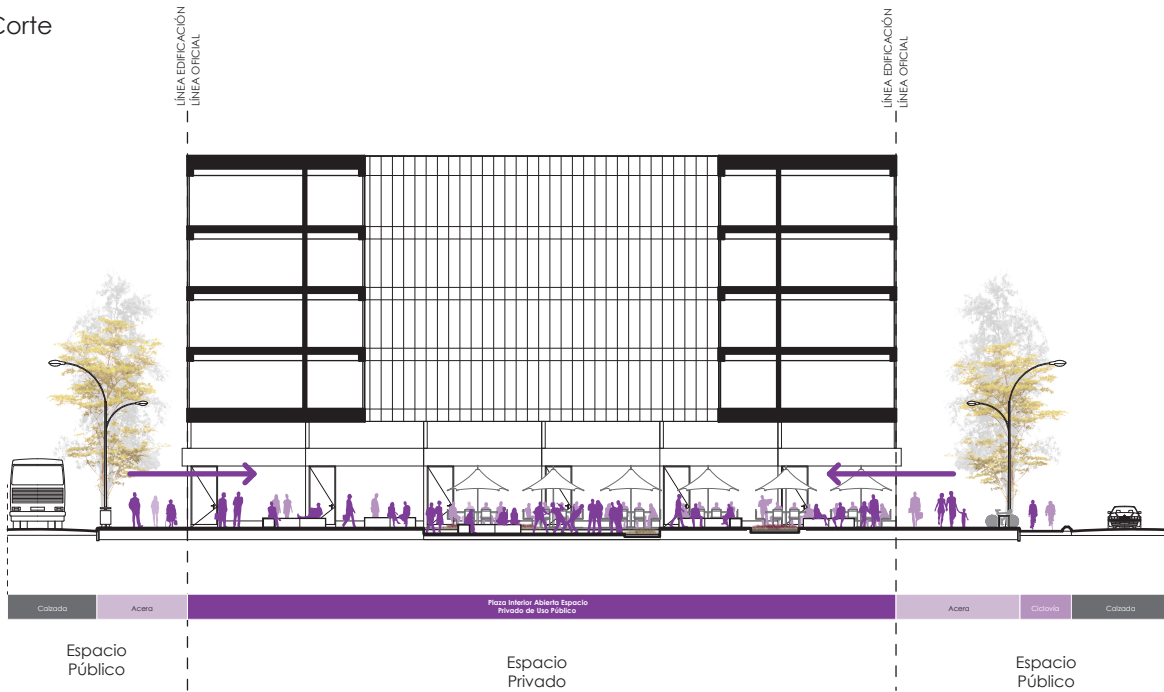 Corte
LÍNEA EDIFICACIÓN
LÍNEA OFICIAL
LÍNEA EDIFICACIÓN
LÍNEA OFICIAL
Calzada
Acera
Plaza Interior Abierta Espacio
Privado de Uso Público
Acera
Ciclovía
Calzada
Espacio
Público
Espacio
Privado
Espacio
Público